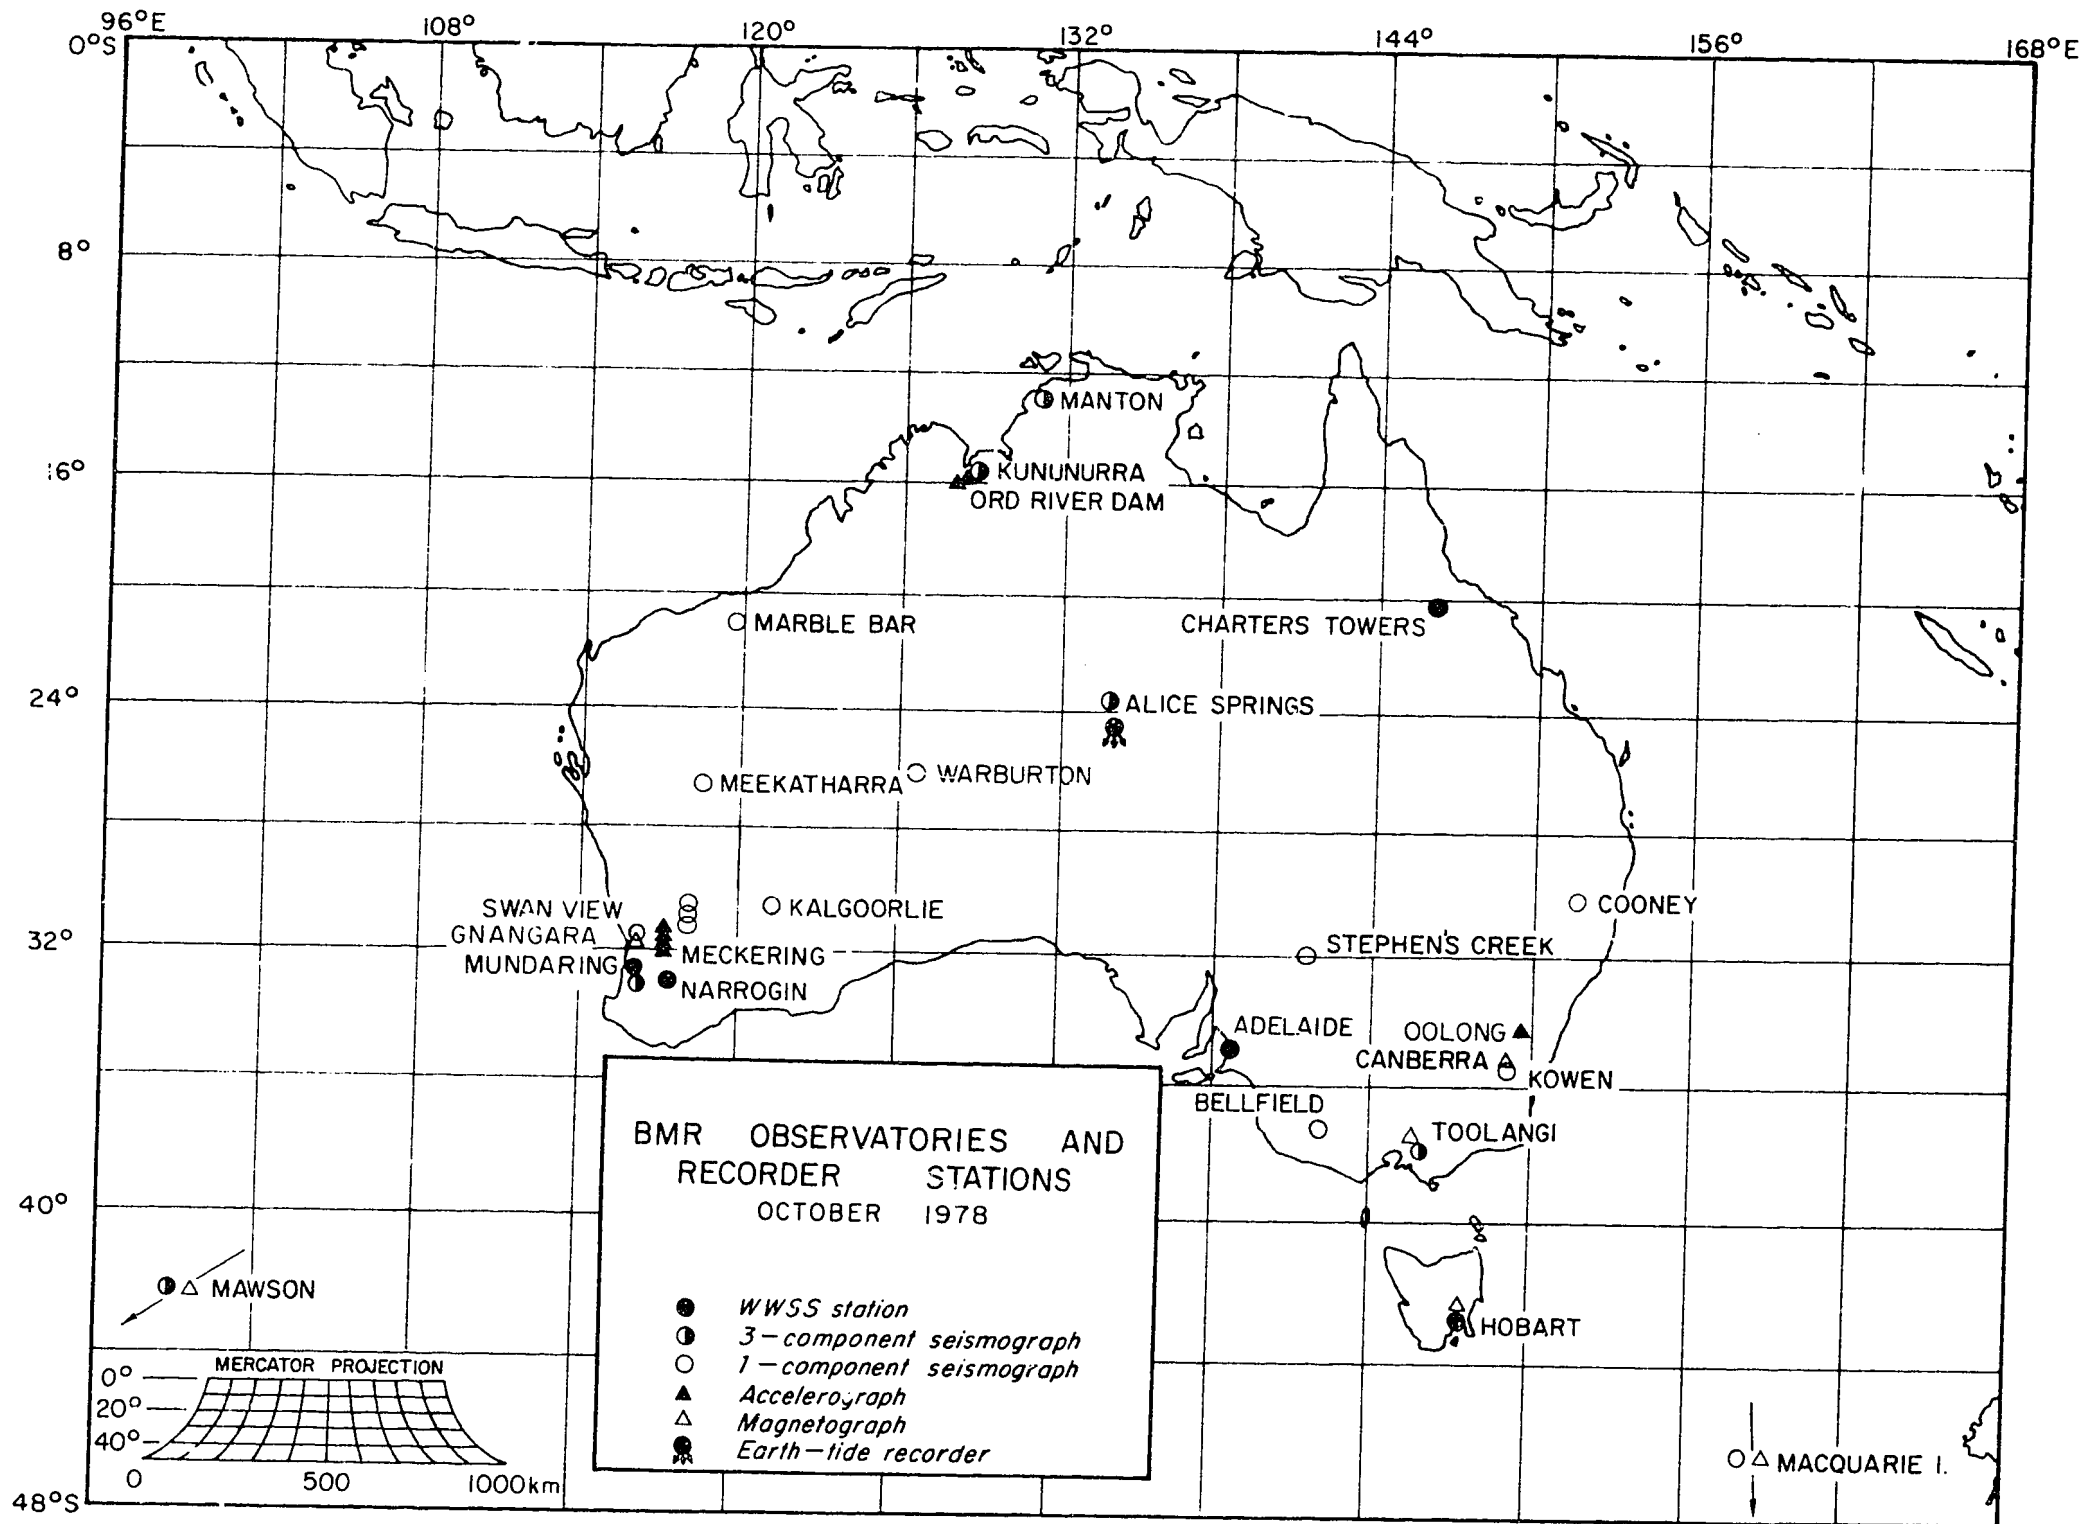 96°E 108° 120° 132° 144° 156° 168°E
0°S
8°
MANTON
16°
KUNUNURRA
ORD RIVER DAM
MARBLE BAR
CHARTERS TOWERS
24°
ALICE SPRINGS
MEEKATHARRA
WARBURTON
SWAN VIEW
KALGOORLIE
COONEY
GNANGARA
32°
STEPHEN'S CREEK
MECKERING
MUNDARING
NARROGIN
ADELAIDE
OOLONG
CANBERRA
KOWEN
BELLFIELD
TOOLANGI
BMR OBSERVATORIES AND
RECORDER STATIONS
OCTOBER 1978
40°
MAWSON
WWSS station
3-component seismograph
1-component seismograph
Accelerograph
Magnetograph
Earth-tide recorder
HOBART
MERCATOR PROJECTION
0°
20°
40°
0 500 1000km
MACQUARIE I.
48°S